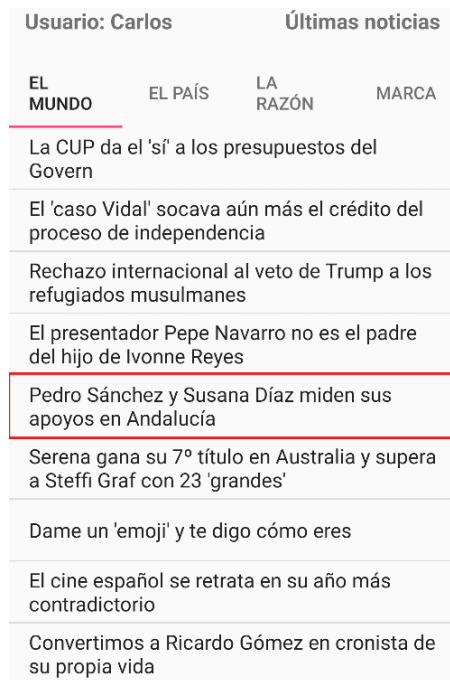 Usuario: Carlos Últimas noticias
EL MUNDO EL PAÍS LA RAZÓN MARCA
La CUP da el 'sí' a los presupuestos del
Govern
El 'caso Vidal' socava aún más el crédito del
proceso de independencia
Rechazo internacional al veto de Trump a los
refugiados musulmanes
El presentador Pepe Navarro no es el padre
del hijo de Ivonne Reyes
Pedro Sánchez y Susana Díaz miden sus
apoyos en Andalucía
Serena gana su 7º título en Australia y supera
a Steffi Graf con 23 'grandes'
Dame un 'emoji' y te digo cómo eres
El cine español se retrata en su año más
contradictorio
Convertimos a Ricardo Gómez en cronista de
su propia vida